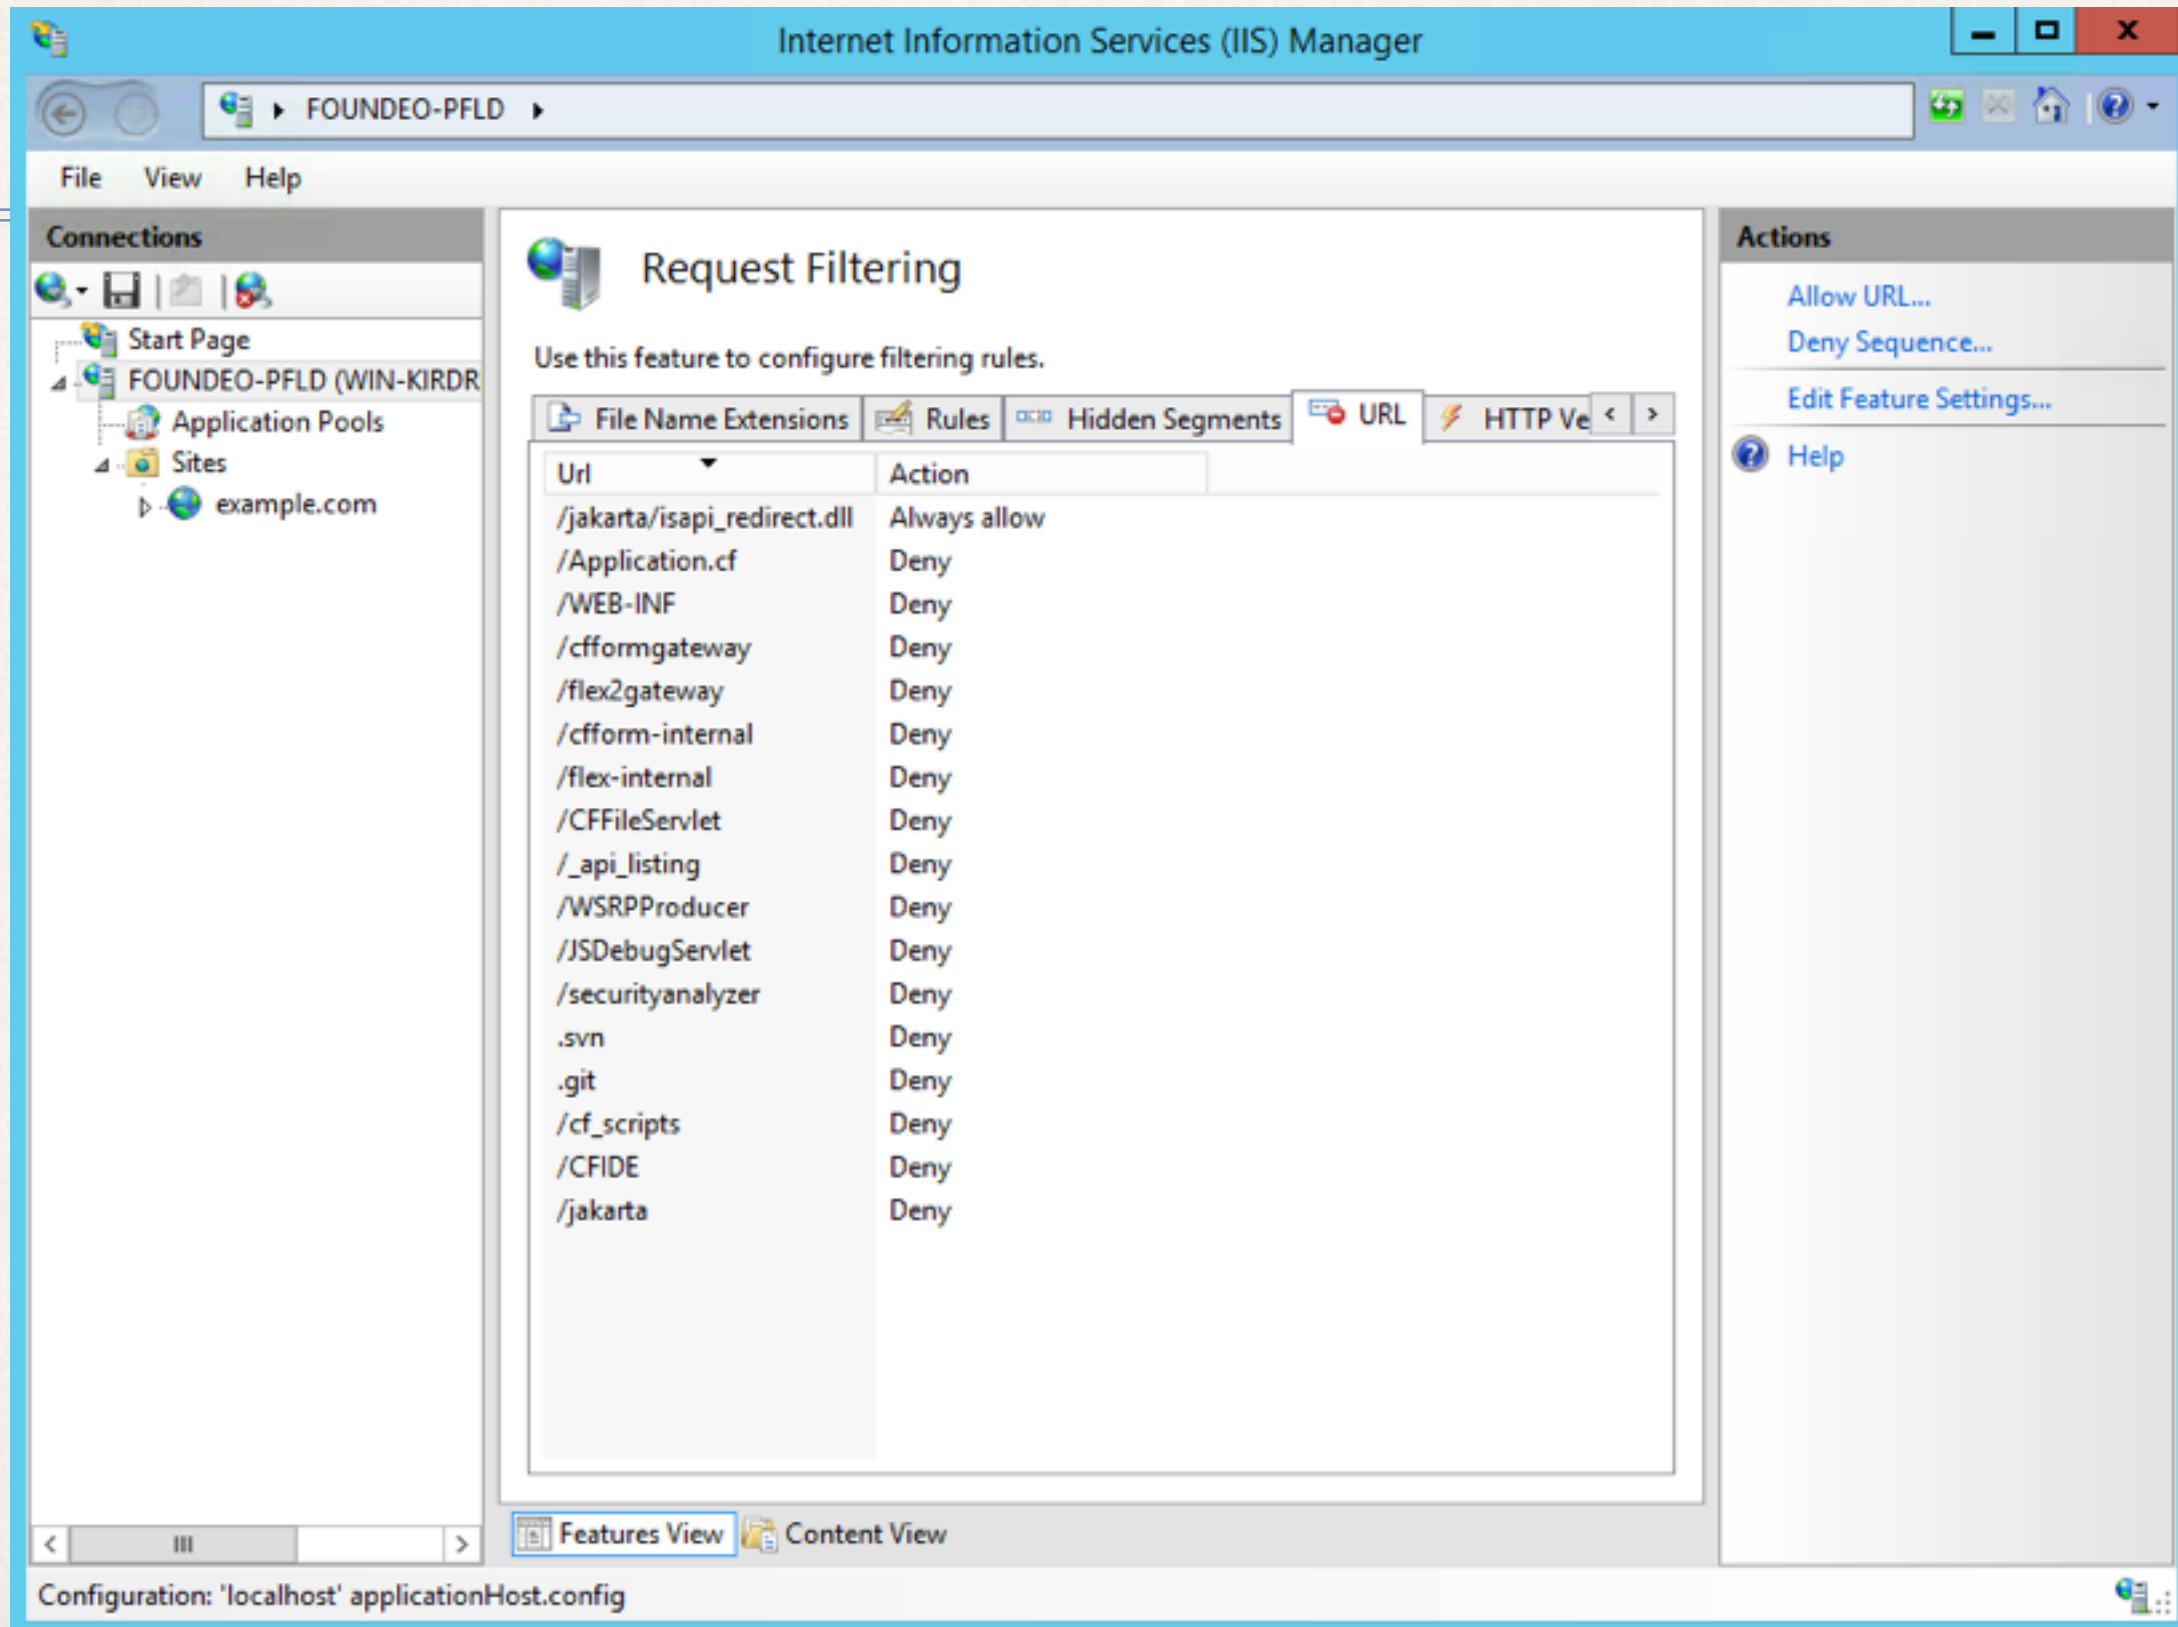 Internet Information Services (IIS) Manager
FOUNDEO-PFLD
File View Help
Connections
Start Page
FOUNDEO-PFLD (WIN-KIRDR
Application Pools
Sites
example.com
Request Filtering
Use this feature to configure filtering rules.
File Name Extensions Rules Hidden Segments URL HTTP Ve
Url Action
/jakarta/isapi_redirect.dll Always allow
/Application.cf Deny
/WEB-INF Deny
/cfformgateway Deny
/flex2gateway Deny
/cfform-internal Deny
/flex-internal Deny
/CFFileServlet Deny
/_api_listing Deny
/WSRPProducer Deny
/JSDebugServlet Deny
/securityanalyzer Deny
.svn Deny
.git Deny
/cf_scripts Deny
/CFIDE Deny
/jakarta Deny
Features View Content View
Actions
Allow URL...
Deny Sequence...
Edit Feature Settings...
Help
Configuration: 'localhost' applicationHost.config